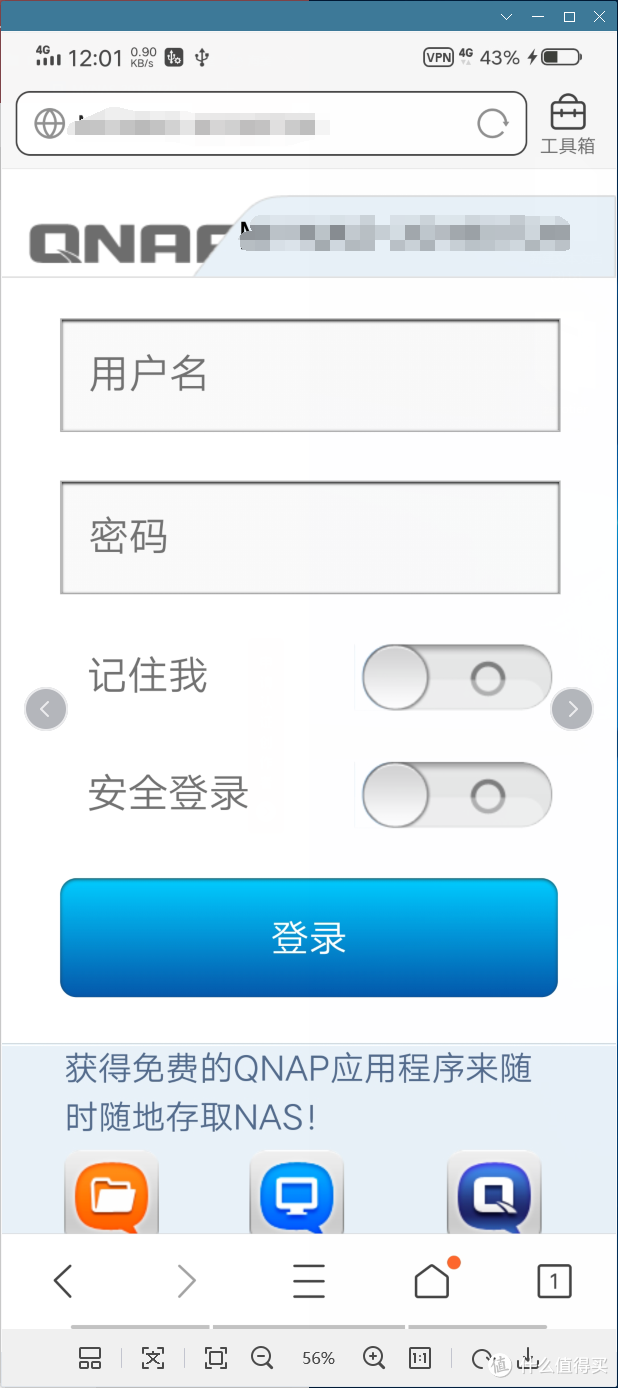 4G 12:01 0.90 KB/s VPN 4G 43%
工具箱
QNAP
用户名
密码
记住我
安全登录
登录
获得免费的QNAP应用程序来随
时随地存取NAS!
1
56% 1:1
值 什么值得买